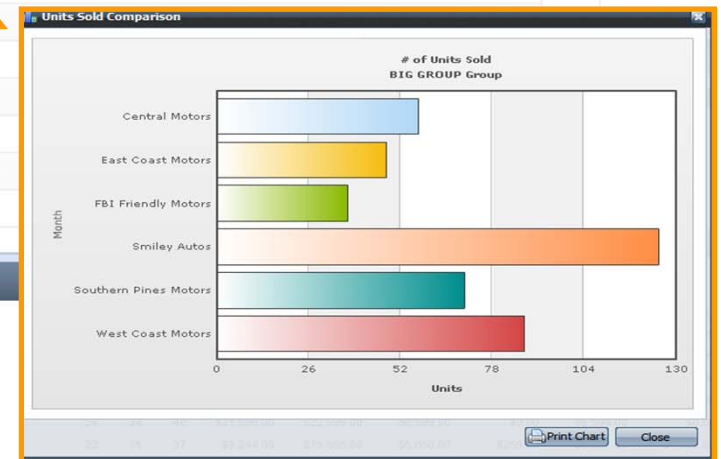 Units Sold Comparison
# of Units Sold
BIG GROUP Group
Month
Central Motors
East Coast Motors
FBI Friendly Motors
Smiley Autos
Southern Pines Motors
West Coast Motors
0 26 52 78 104 130
Units
Print Chart Close